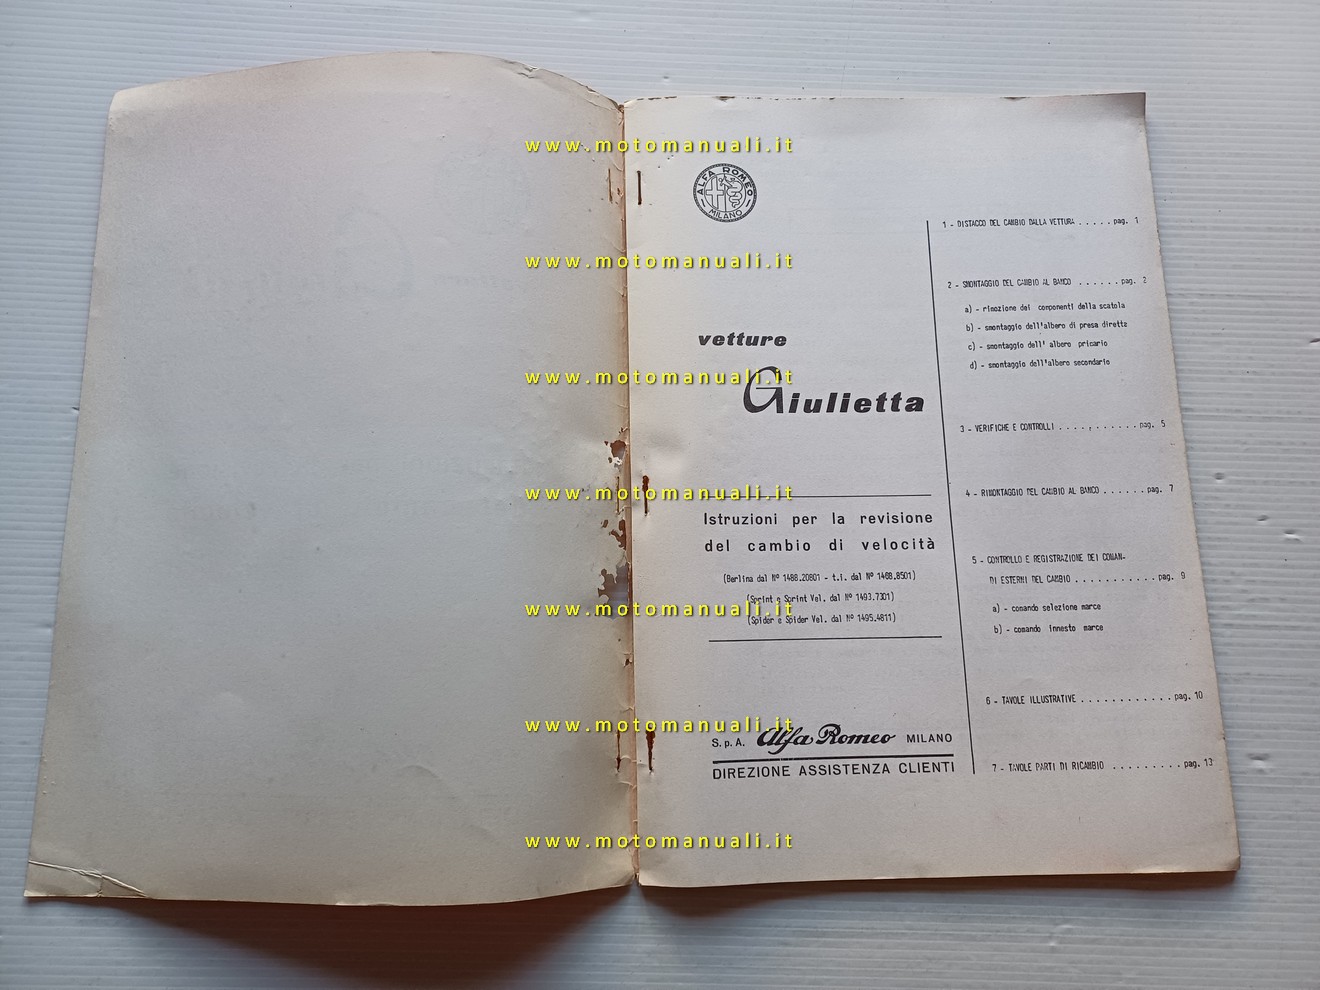 ALFA ROMEO
MILANO
vetture
Giulietta
Istruzioni per la revisione
del cambio di velocità
(Berlina dal Nº 1488.20801 - t.i. dal Nº 1468.8501)
(Sprint e Sprint Vel. dal Nº 1493.7301)
(Spider e Spider Vel. dal Nº 1495.4811)
S.p.A. Alfa Romeo MILANO
DIREZIONE ASSISTENZA CLIENTI
1 - DISTACCO DEL CAMBIO DALLA VETTURA ..... pag. 1
2 - SMONTAGGIO DEL CAMBIO AL BANCO ...... pag. 2
a) - rimozione dei componenti della scatola
b) - smontaggio dell'albero di presa diretta
c) - smontaggio dell' albero primario
d) - smontaggio dell'albero secondario
3 - VERIFICHE E CONTROLLI ........... pag. 5
4 - RIMONTAGGIO DEL CAMBIO AL BANCO ...... pag. 7
5 - CONTROLLO E REGISTRAZIONE DEI COMAN-
DI ESTERNI DEL CAMBIO ........... pag. 9
a) - comando selezione marce
b) - comando innesto marce
6 - TAVOLE ILLUSTRATIVE ............ pag. 10
7 - TAVOLE PARTI DI RICAMBIO ......... pag. 13
www.motomanuali.it
www.motomanuali.it
www.motomanuali.it
www.motomanuali.it
www.motomanuali.it
www.motomanuali.it
www.motomanuali.it